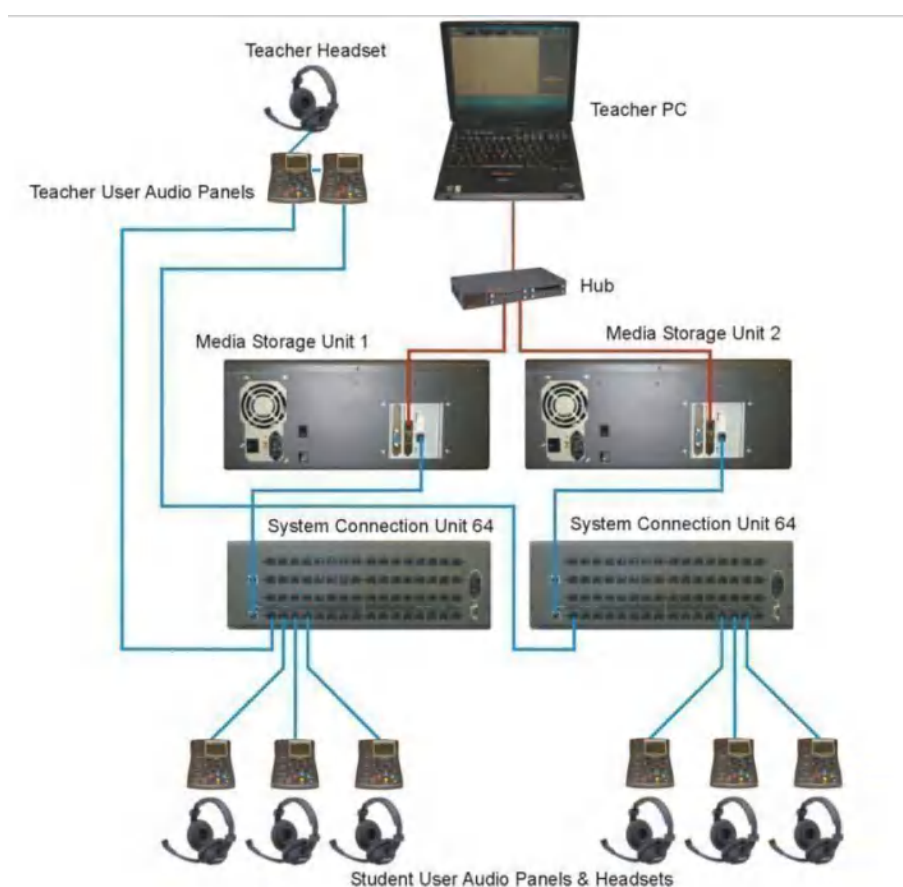 Teacher Headset
Teacher PC
Teacher User Audio Panels
Hub
Media Storage Unit 1
Media Storage Unit 2
System Connection Unit 64
System Connection Unit 64
Student User Audio Panels & Headsets